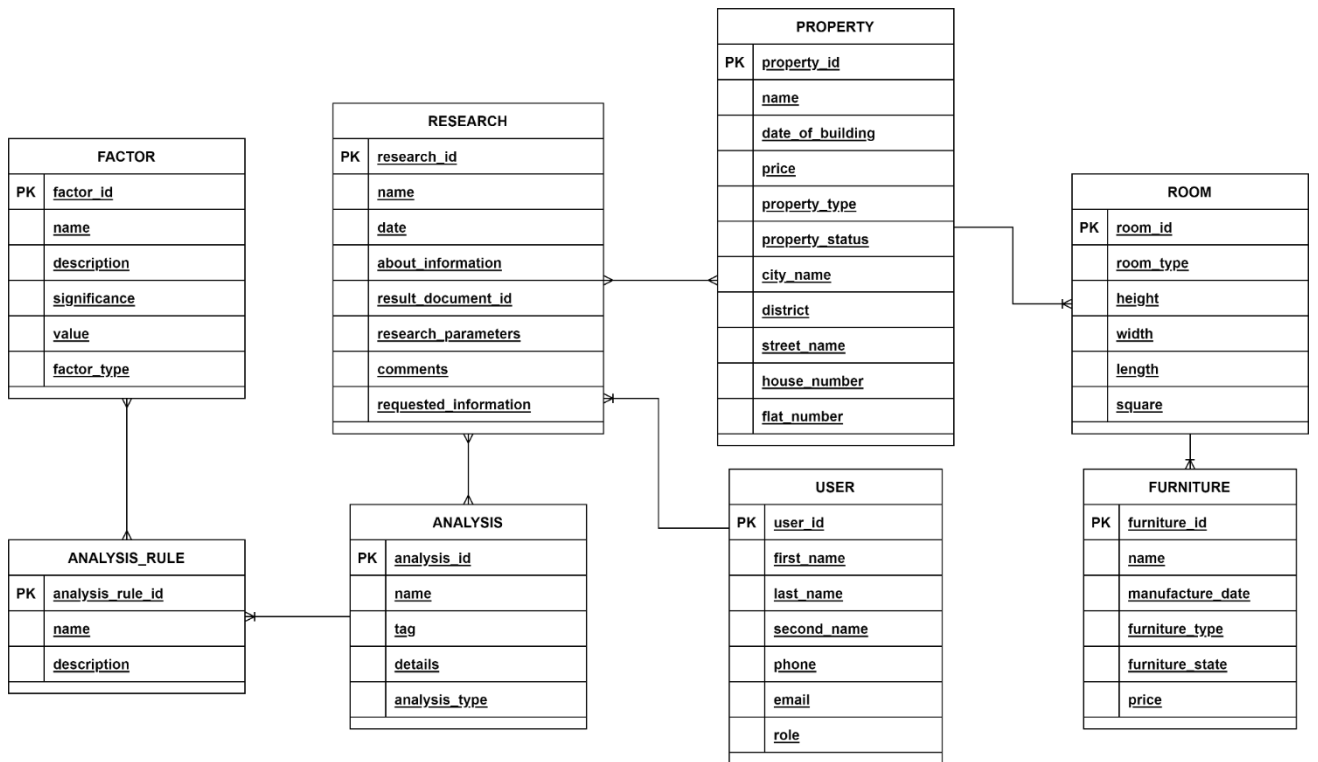 FACTOR
PK factor_id
name
description
significance
value
factor_type
ANALYSIS_RULE
PK analysis_rule_id
name
description
RESEARCH
PK research_id
name
date
about_information
result_document_id
research_parameters
comments
requested_information
ANALYSIS
PK analysis_id
name
tag
details
analysis_type
PROPERTY
PK property_id
name
date_of_building
price
property_type
property_status
city_name
district
street_name
house_number
flat_number
USER
PK user_id
first_name
last_name
second_name
phone
email
role
ROOM
PK room_id
room_type
height
width
length
square
FURNITURE
PK furniture_id
name
manufacture_date
furniture_type
furniture_state
price